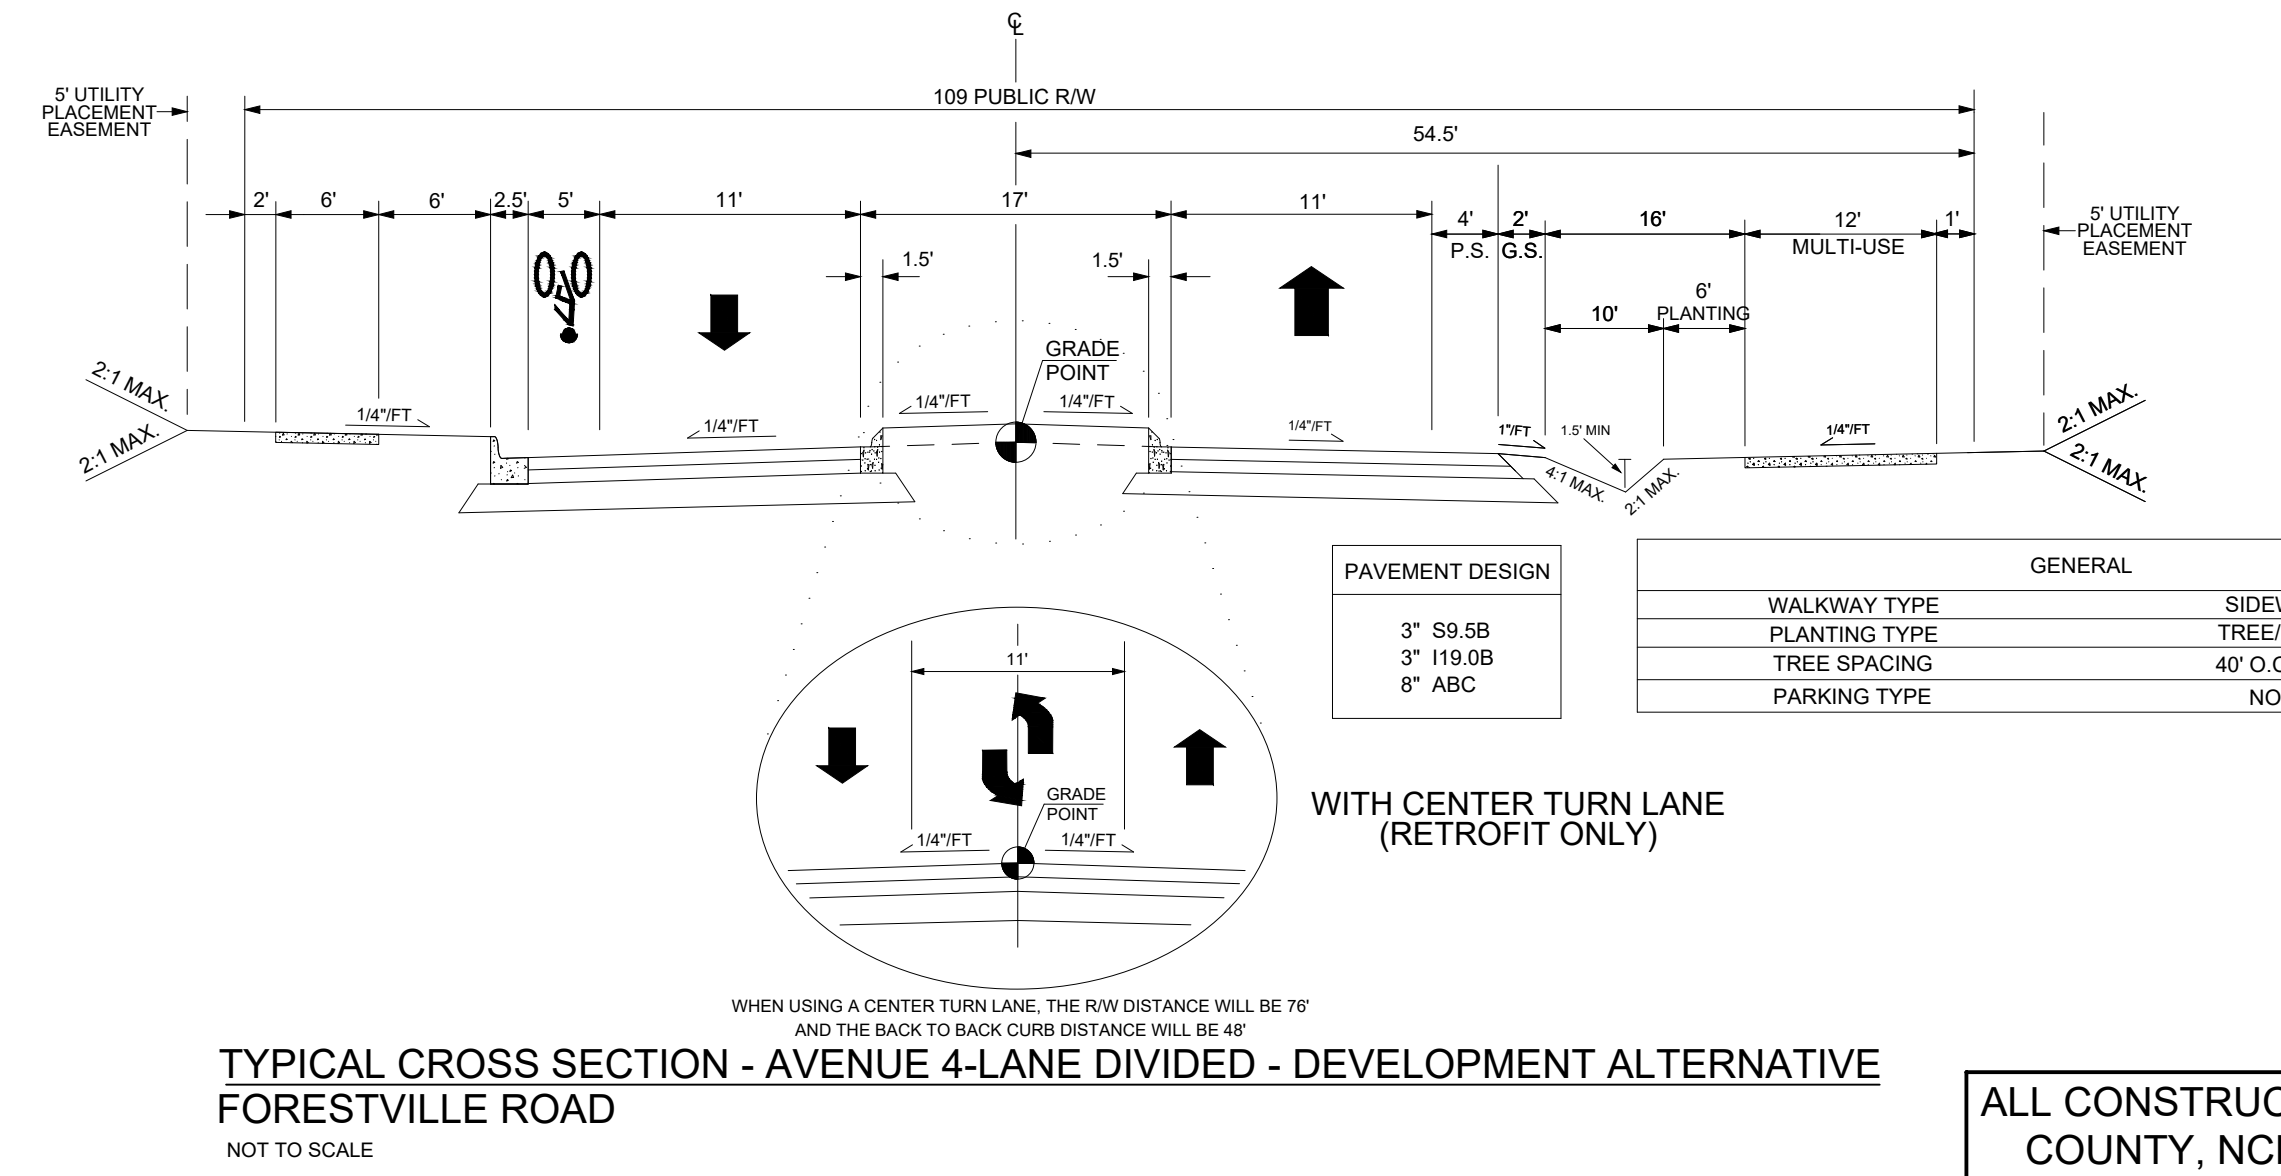 ℄
5' UTILITY
PLACEMENT
EASEMENT
109 PUBLIC R/W
54.5'
2' 6' 6' 2.5' 5' 11' 17' 11'
4' 2' 16' 12' 1'
P.S. G.S. MULTI-USE
5' UTILITY
PLACEMENT
EASEMENT
1.5' 1.5'
6'
10' PLANTING
GRADE
POINT
2:1 MAX.
2:1 MAX.
1/4"/FT
1/4"/FT
1/4"/FT
1/4"/FT
1/4"/FT
1"/FT
1.5' MIN
1/4"/FT
4:1 MAX.
2:1 MAX.
2:1 MAX.
2:1 MAX.
PAVEMENT DESIGN
3" S9.5B
3" I19.0B
8" ABC
GENERAL
WALKWAY TYPE
PLANTING TYPE TREE/
TREE SPACING 40'
PARKING TYPE
11'
GRADE
POINT
1/4"/FT 1/4"/FT
WITH CENTER TURN LANE
(RETROFIT ONLY)
WHEN USING A CENTER TURN LANE, THE R/W DISTANCE WILL BE 76'
AND THE BACK TO BACK CURB DISTANCE WILL BE 48'
TYPICAL CROSS SECTION - AVENUE 4-LANE DIVIDED - DEVELOPMENT ALTERNATIVE
FORESTVILLE ROAD
NOT TO SCALE
ALL CONSTRUC
COUNTY, NC